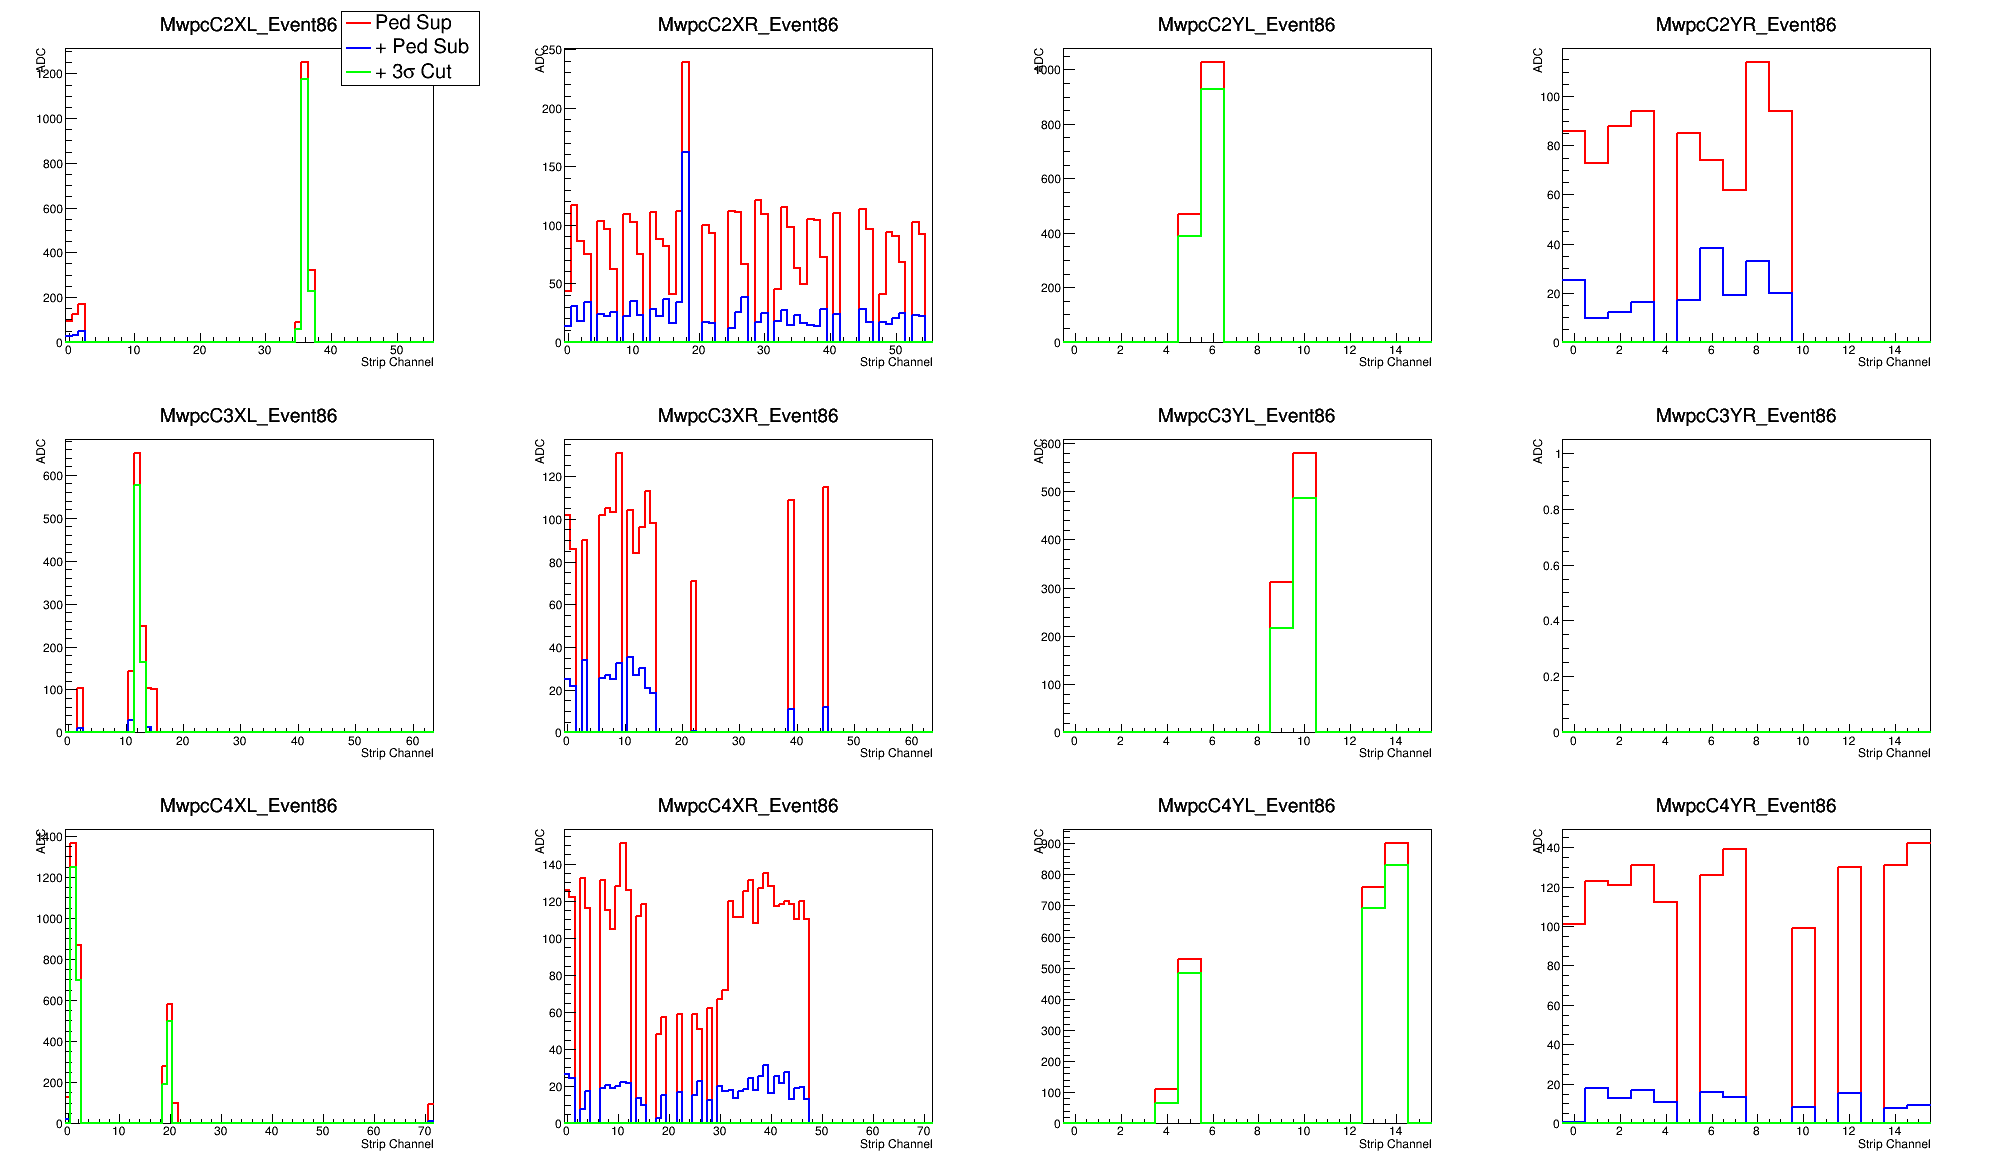 MwpcC2XL_Event86
Ped Sup
+ Ped Sub
+ 3σ Cut
ADC
1200
1000
800
600
400
200
0
0 10 20 30 40 50
Strip Channel
MwpcC2XR_Event86
ADC
250
200
150
100
50
0
0 10 20 30 40 50
Strip Channel
MwpcC2YL_Event86
ADC
1000
800
600
400
200
0
0 2 4 6 8 10 12 14
Strip Channel
MwpcC2YR_Event86
ADC
100
80
60
40
20
0
0 2 4 6 8 10 12 14
Strip Channel
MwpcC3XL_Event86
ADC
600
500
400
300
200
100
0
0 10 20 30 40 50 60
Strip Channel
MwpcC3XR_Event86
ADC
120
100
80
60
40
20
0
0 10 20 30 40 50 60
Strip Channel
MwpcC3YL_Event86
ADC
600
500
400
300
200
100
0
0 2 4 6 8 10 12 14
Strip Channel
MwpcC3YR_Event86
ADC
1
0.8
0.6
0.4
0.2
0
0 2 4 6 8 10 12 14
Strip Channel
MwpcC4XL_Event86
ADC
1400
1200
1000
800
600
400
200
0
0 10 20 30 40 50 60 70
Strip Channel
MwpcC4XR_Event86
ADC
140
120
100
80
60
40
20
0
0 10 20 30 40 50 60 70
Strip Channel
MwpcC4YL_Event86
ADC
900
800
700
600
500
400
300
200
100
0
0 2 4 6 8 10 12 14
Strip Channel
MwpcC4YR_Event86
ADC
140
120
100
80
60
40
20
0
0 2 4 6 8 10 12 14
Strip Channel